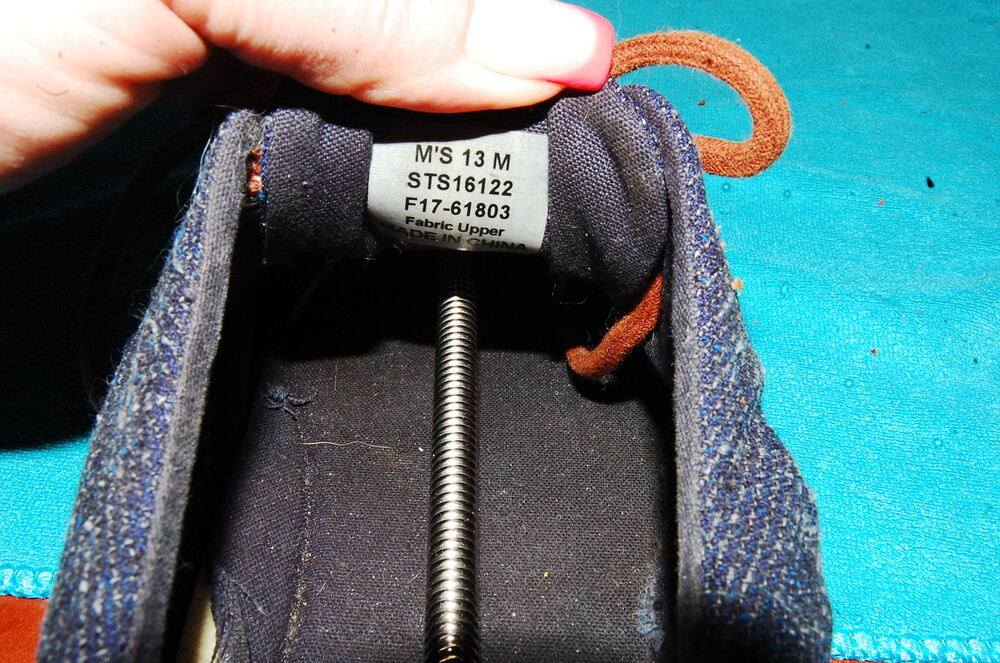 M'S 13 M
STS16122
F17-61803
Fabric Upper
MADE IN CHINA